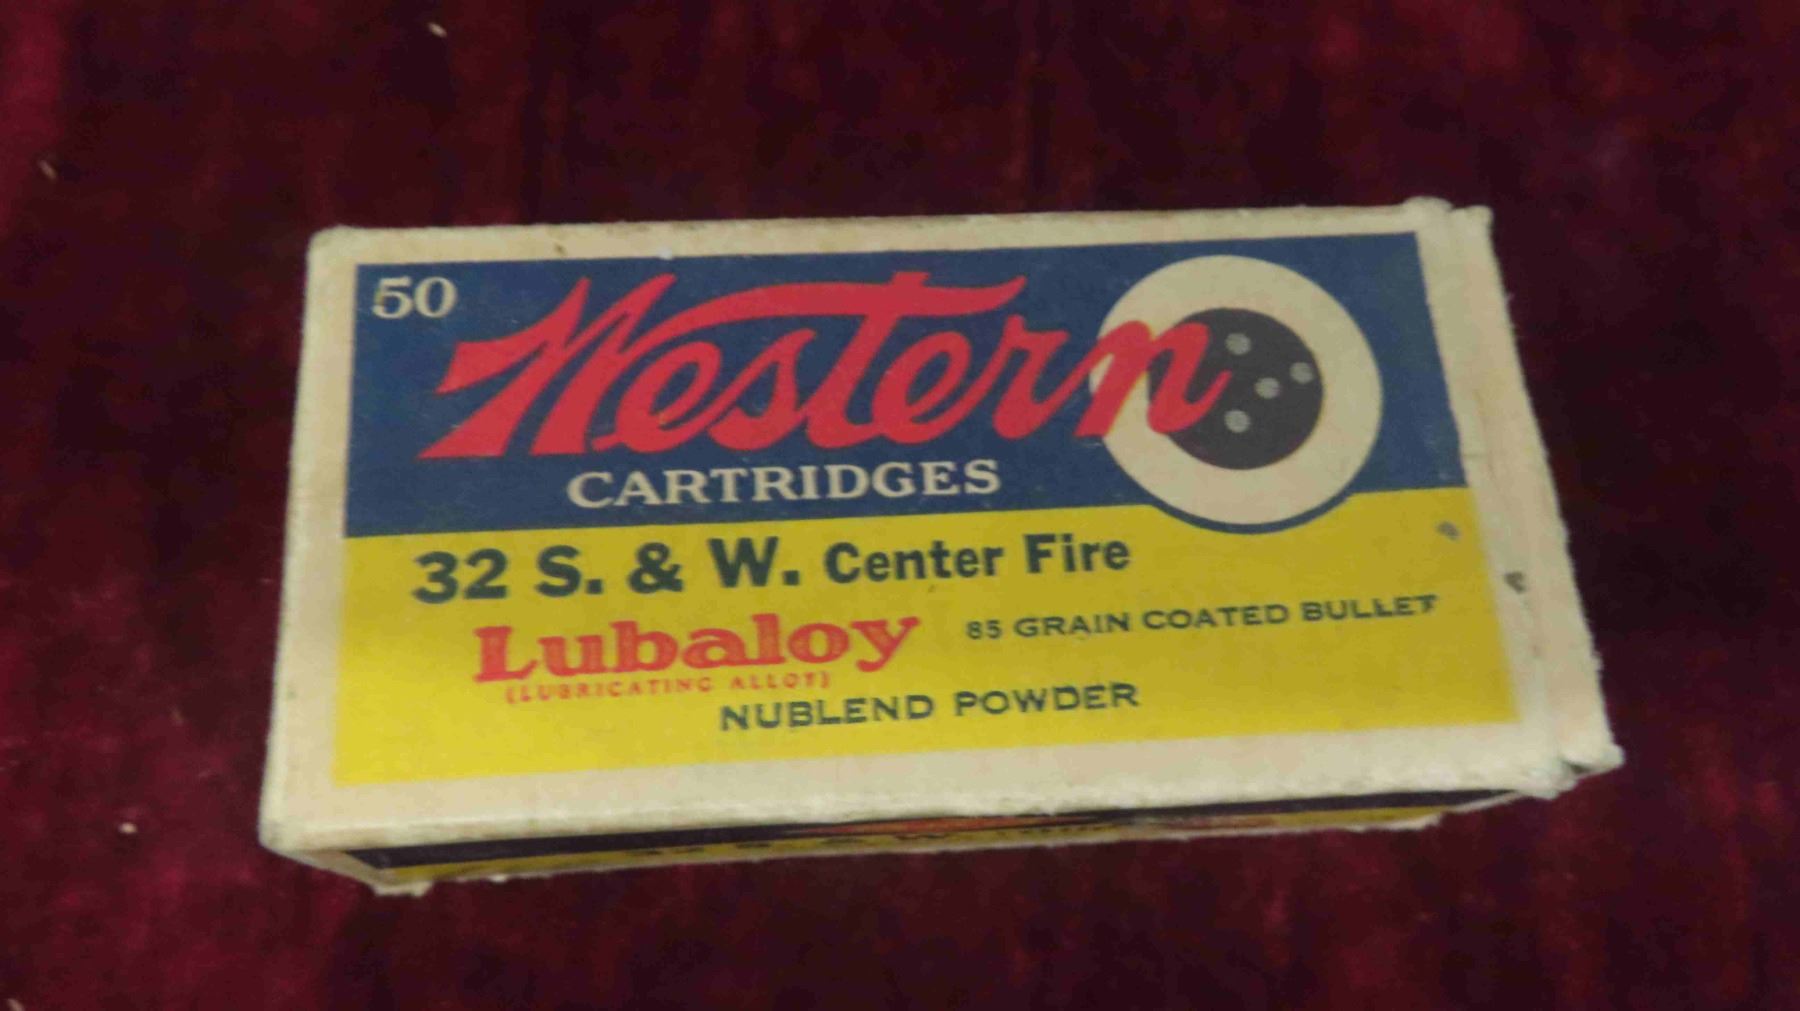 50
Western
CARTRIDGES
32 S. & W. Center Fire
Lubaloy 85 GRAIN COATED BULLET
(LUBRICATING ALLOY)
NUBLEND POWDER